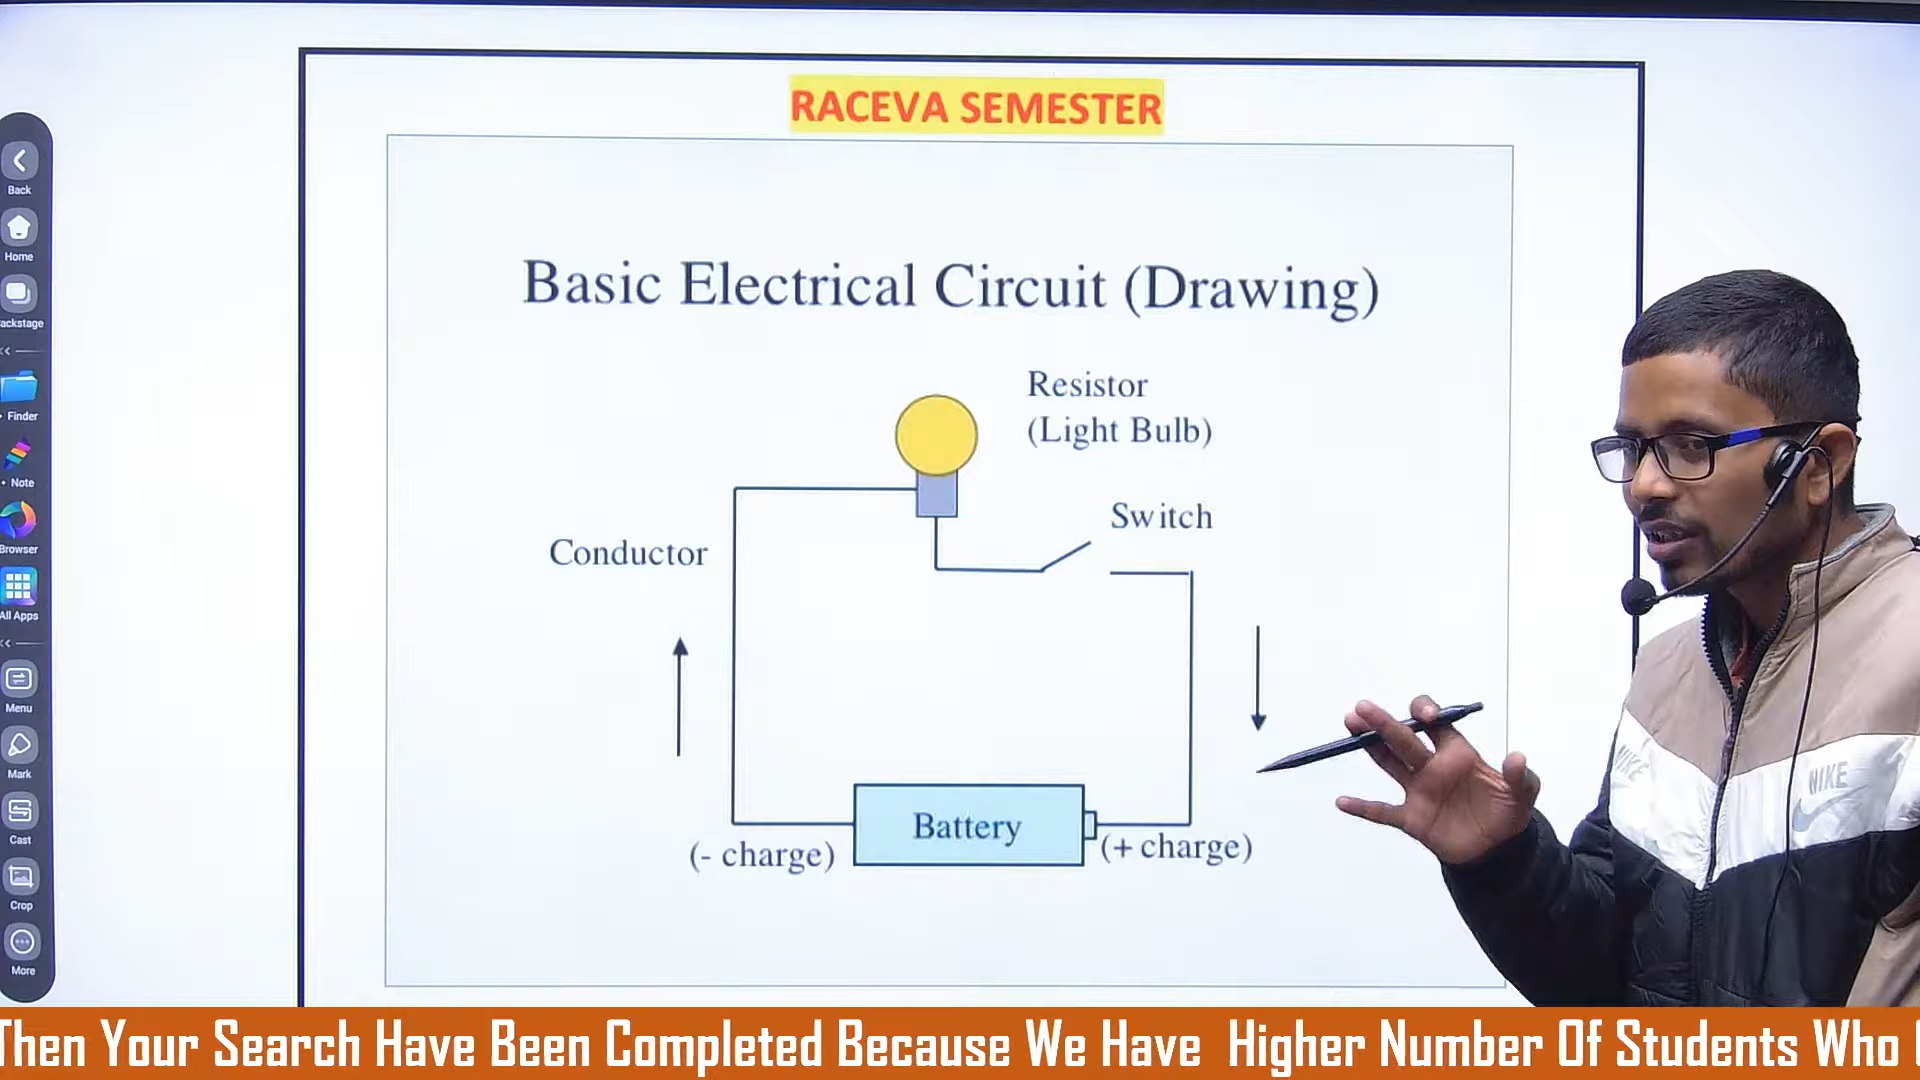 RACEVA SEMESTER
Basic Electrical Circuit (Drawing)
Resistor
(Light Bulb)
Switch
Conductor
Battery
(- charge)
(+ charge)
Back
Home
ackstage
Finder
Note
Browser
All Apps
Menu
Mark
Cast
Crop
More
NIKE
NIKE
Then Your Search Have Been Completed Because We Have Higher Number Of Students Who